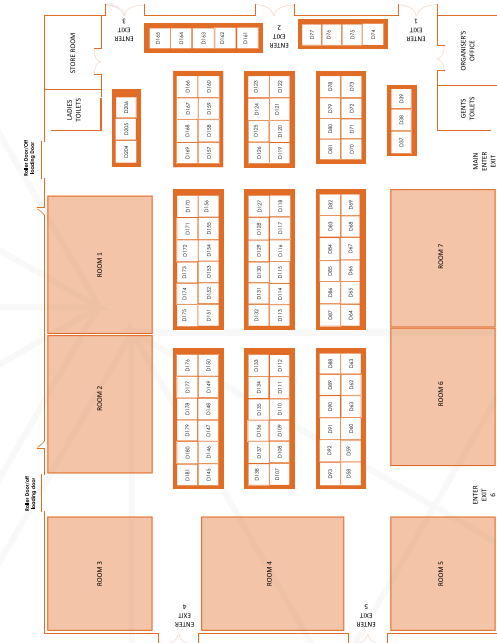 3
EXIT
ENTER
2
EXIT
ENTER
1
EXIT
ENTER
STORE ROOM
ORGANISER'S
OFFICE
D165
D164
D163
D162
D161
D77
D76
D75
D74
LADIES
TOILETS
GENTS
TOILETS
D206
D205
D204
D166
D160
D167
D159
D168
D158
D169
D157
D123
D122
D124
D121
D125
D120
D126
D119
D78
D73
D79
D72
D80
D71
D81
D70
D39
D38
D37
Roller Door/Off
loading Door
MAIN
ENTER
EXIT
ROOM 1
D170
D156
D171
D155
D172
D154
D173
D153
D174
D152
D175
D151
D127
D118
D128
D117
D129
D116
D130
D115
D131
D114
D132
D113
D82
D69
D83
D68
D84
D67
D85
D66
D86
D65
D87
D64
ROOM 7
ROOM 2
D176
D150
D177
D149
D178
D148
D179
D147
D180
D146
D181
D145
D133
D112
D134
D111
D135
D110
D136
D109
D137
D108
D138
D107
D88
D63
D89
D62
D90
D63
D91
D60
D92
D59
D93
D58
ROOM 6
Roller Door/off
loading door
ENTER
EXIT
6
ROOM 3
ROOM 4
ROOM 5
4
EXIT
ENTER
5
EXIT
ENTER